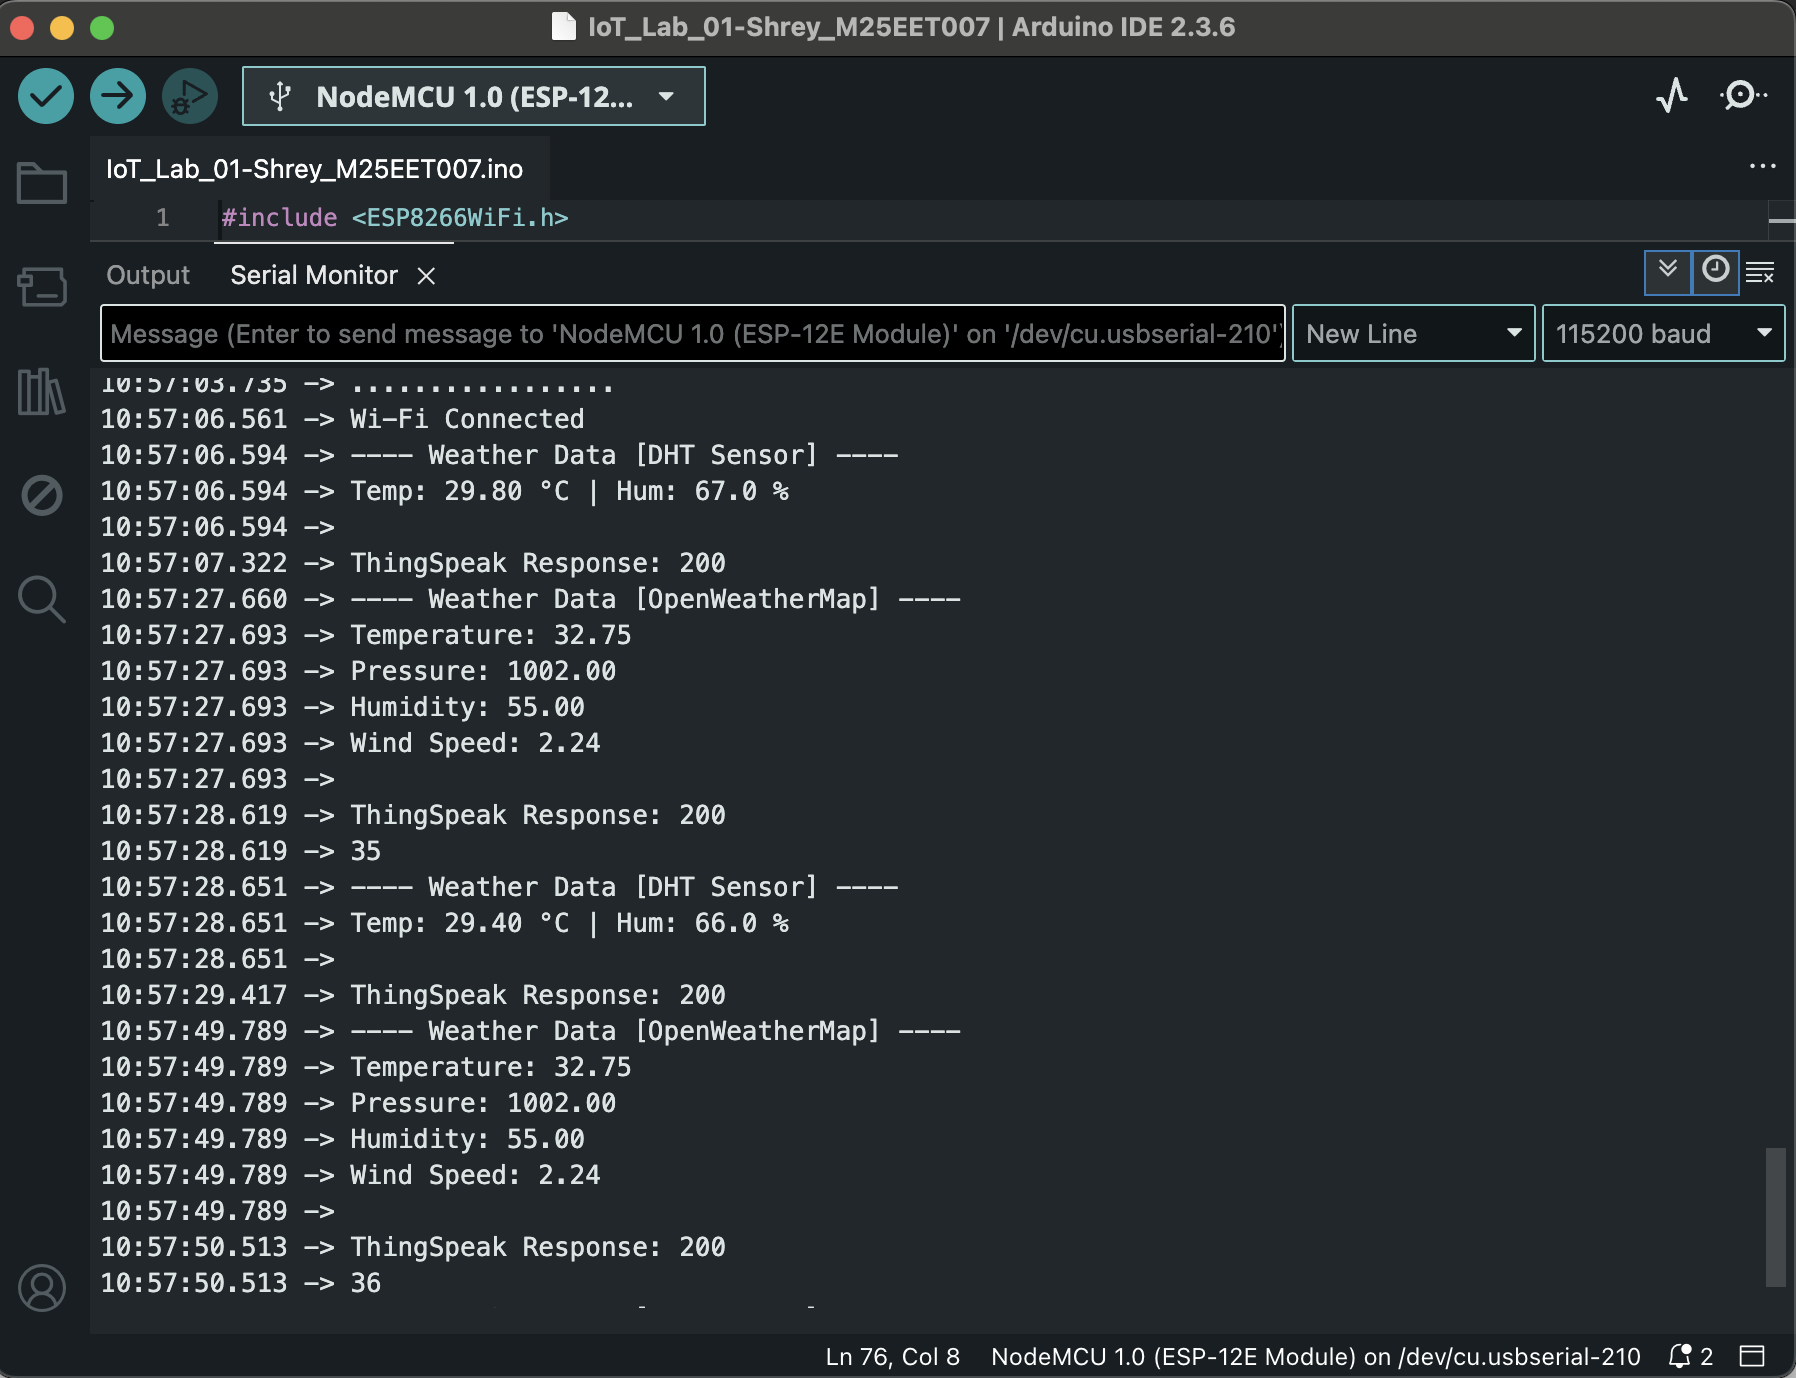 IoT_Lab_01-Shrey_M25EET007 | Arduino IDE 2.3.6
NodeMCU 1.0 (ESP-12...
IoT_Lab_01-Shrey_M25EET007.ino
...
1 #include <ESP8266WiFi.h>
Output Serial Monitor
Message (Enter to send message to 'NodeMCU 1.0 (ESP-12E Module)' on '/dev/cu.usbserial-210') New Line 115200 baud
10:57:03.735 -> .................
10:57:06.561 -> Wi-Fi Connected
10:57:06.594 -> ---- Weather Data [DHT Sensor] ----
10:57:06.594 -> Temp: 29.80 °C | Hum: 67.0 %
10:57:06.594 ->
10:57:07.322 -> ThingSpeak Response: 200
10:57:27.660 -> ---- Weather Data [OpenWeatherMap] ----
10:57:27.693 -> Temperature: 32.75
10:57:27.693 -> Pressure: 1002.00
10:57:27.693 -> Humidity: 55.00
10:57:27.693 -> Wind Speed: 2.24
10:57:27.693 ->
10:57:28.619 -> ThingSpeak Response: 200
10:57:28.619 -> 35
10:57:28.651 -> ---- Weather Data [DHT Sensor] ----
10:57:28.651 -> Temp: 29.40 °C | Hum: 66.0 %
10:57:28.651 ->
10:57:29.417 -> ThingSpeak Response: 200
10:57:49.789 -> ---- Weather Data [OpenWeatherMap] ----
10:57:49.789 -> Temperature: 32.75
10:57:49.789 -> Pressure: 1002.00
10:57:49.789 -> Humidity: 55.00
10:57:49.789 -> Wind Speed: 2.24
10:57:49.789 ->
10:57:50.513 -> ThingSpeak Response: 200
10:57:50.513 -> 36
Ln 76, Col 8 NodeMCU 1.0 (ESP-12E Module) on /dev/cu.usbserial-210 2